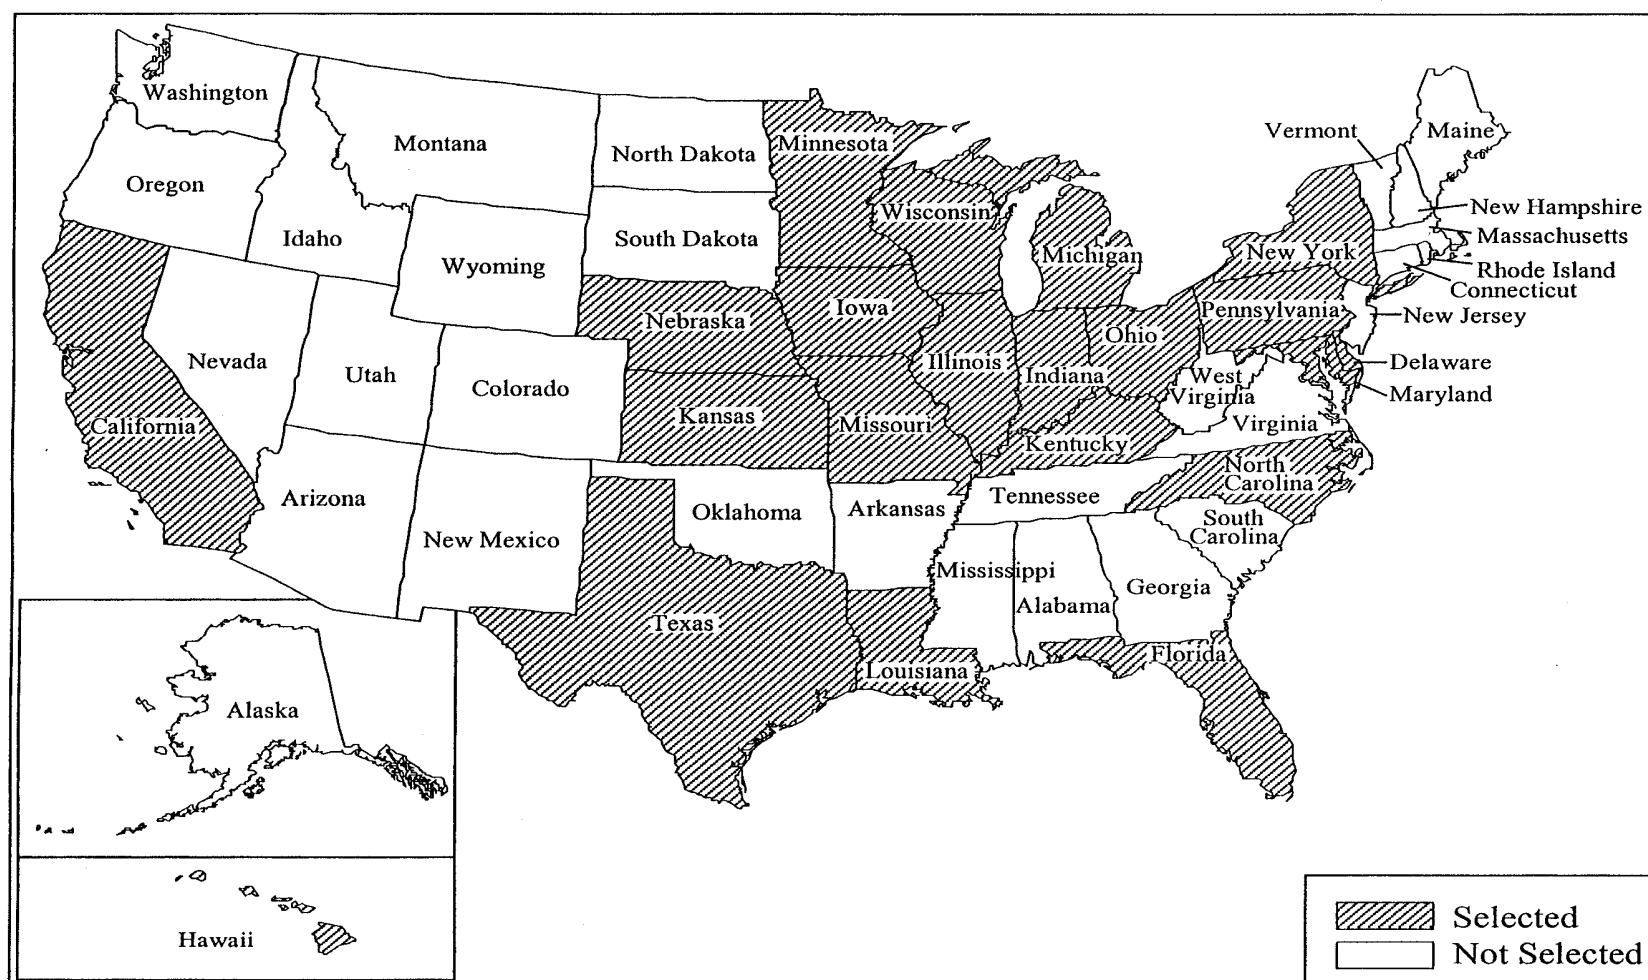 Washington
Montana
North Dakota
Minnesota
Vermont
Maine
Oregon
Idaho
Wyoming
South Dakota
Wisconsin
Michigan
New York
New Hampshire
Massachusetts
Rhode Island
Connecticut
Nebraska
Iowa
Pennsylvania
New Jersey
Nevada
Utah
Colorado
Illinois
Indiana
Ohio
Delaware
Maryland
West
Virginia
California
Kansas
Missouri
Kentucky
Virginia
Arizona
New Mexico
Oklahoma
Arkansas
Tennessee
North
Carolina
South
Carolina
Mississippi
Alabama
Georgia
Texas
Louisiana
Florida
Alaska
Hawaii
Selected
Not Selected